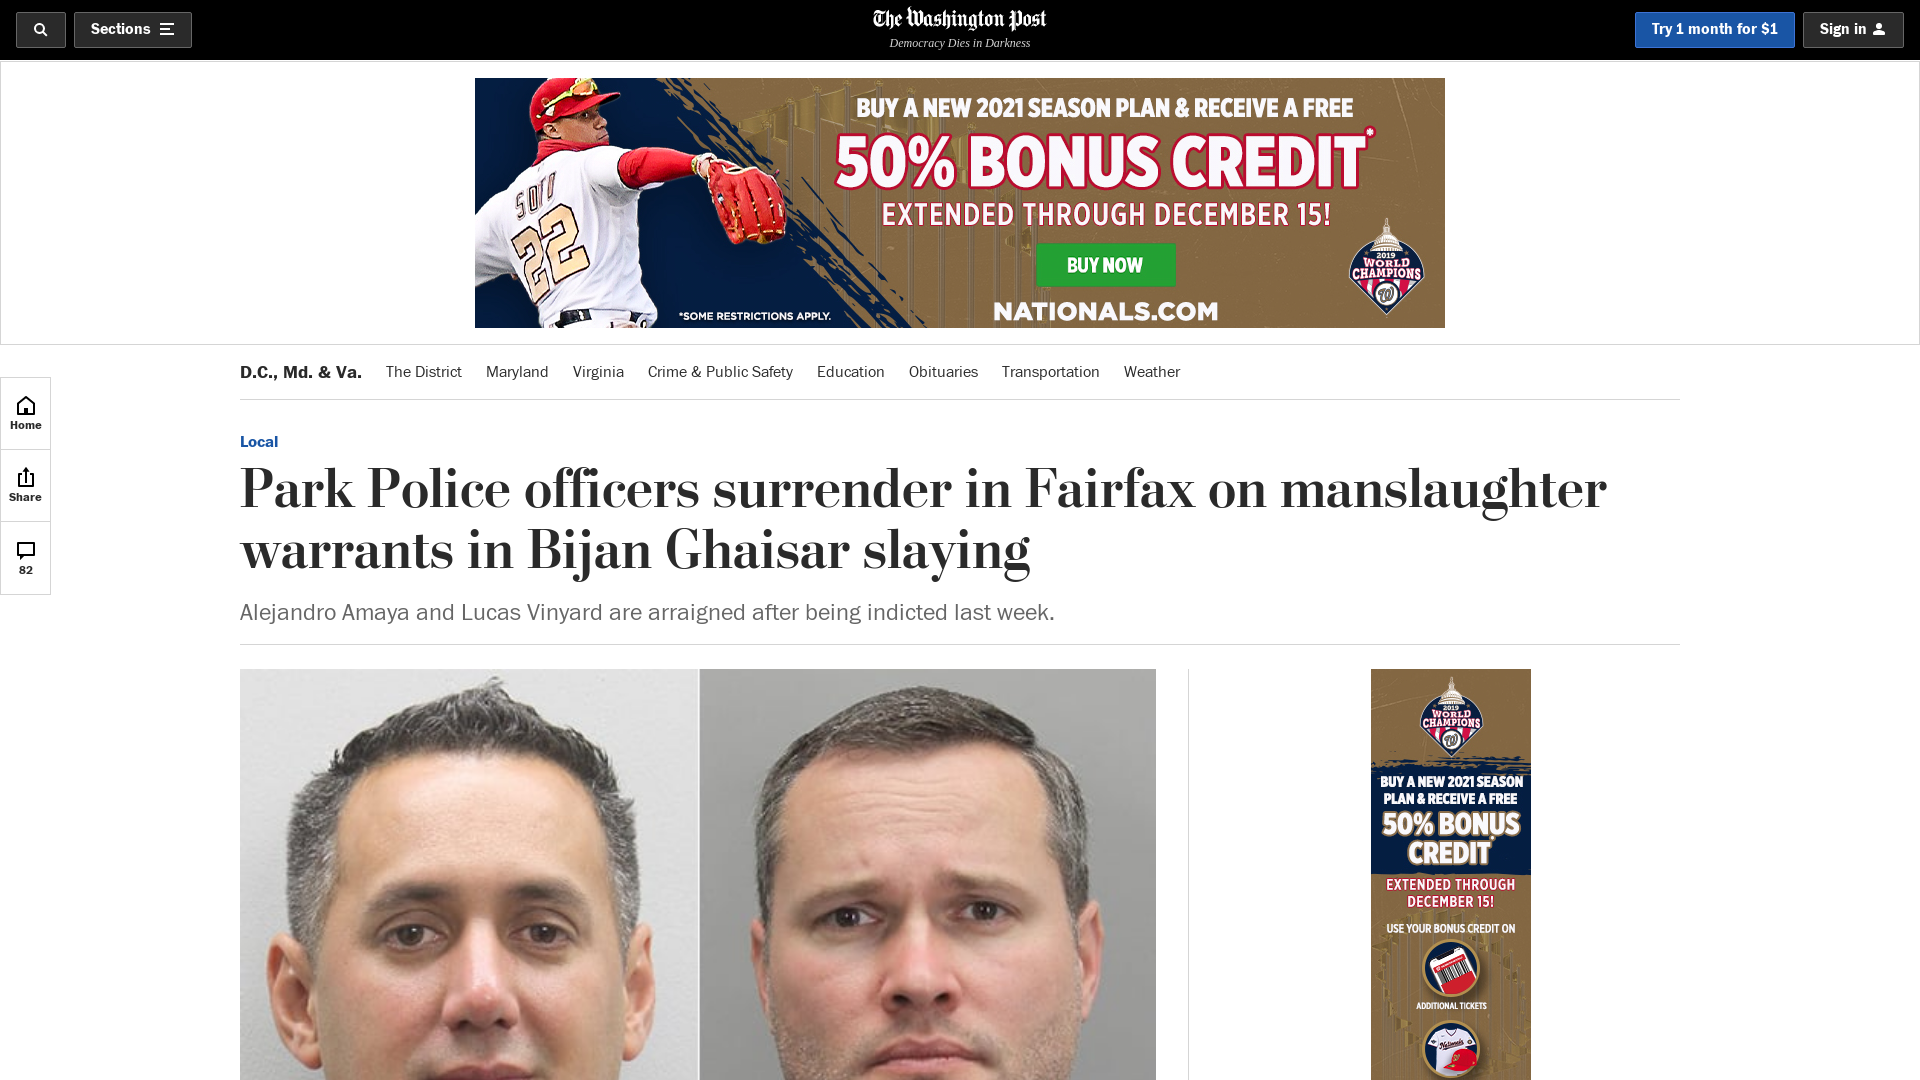 Sections
The Washington Post
Democracy Dies in Darkness
Try 1 month for $1
Sign in
BUY A NEW 2021 SEASON PLAN & RECEIVE A FREE
50% BONUS CREDIT*
EXTENDED THROUGH DECEMBER 15!
BUY NOW
NATIONALS.COM
*SOME RESTRICTIONS APPLY.
SOTO
22
2019
WORLD
CHAMPIONS
W
D.C., Md. & Va. The District Maryland Virginia Crime & Public Safety Education Obituaries Transportation Weather
Home
Share
82
Local
Park Police officers surrender in Fairfax on manslaughter
warrants in Bijan Ghaisar slaying
Alejandro Amaya and Lucas Vinyard are arraigned after being indicted last week.
2019
WORLD
CHAMPIONS
W
BUY A NEW 2021 SEASON
PLAN & RECEIVE A FREE
50% BONUS
CREDIT*
EXTENDED THROUGH
DECEMBER 15!
USE YOUR BONUS CREDIT ON
ADDITIONAL TICKETS
Nationals